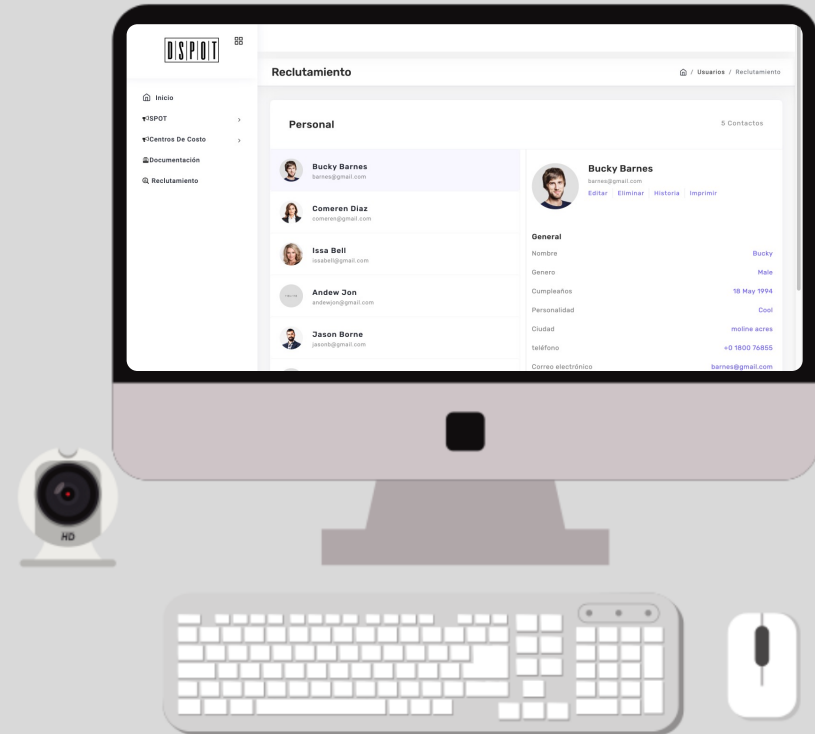 D|S|P|O|T
Reclutamiento
/ Usuarios / Reclutamiento
Inicio
SPOT
Centros De Costo
Documentación
Reclutamiento
Personal
5 Contactos
Bucky Barnes
barnes@gmail.com
Comeren Diaz
comeren@gmail.com
Issa Bell
issabell@gmail.com
Andew Jon
andewjon@gmail.com
Jason Borne
jasonb@gmail.com
Bucky Barnes
barnes@gmail.com
Editar Eliminar Historia Imprimir
General
Nombre Bucky
Genero Male
Cumpleaños 18 May 1994
Personalidad Cool
Ciudad moline acres
teléfono +0 1800 76855
Correo electrónico barnes@gmail.com
HD